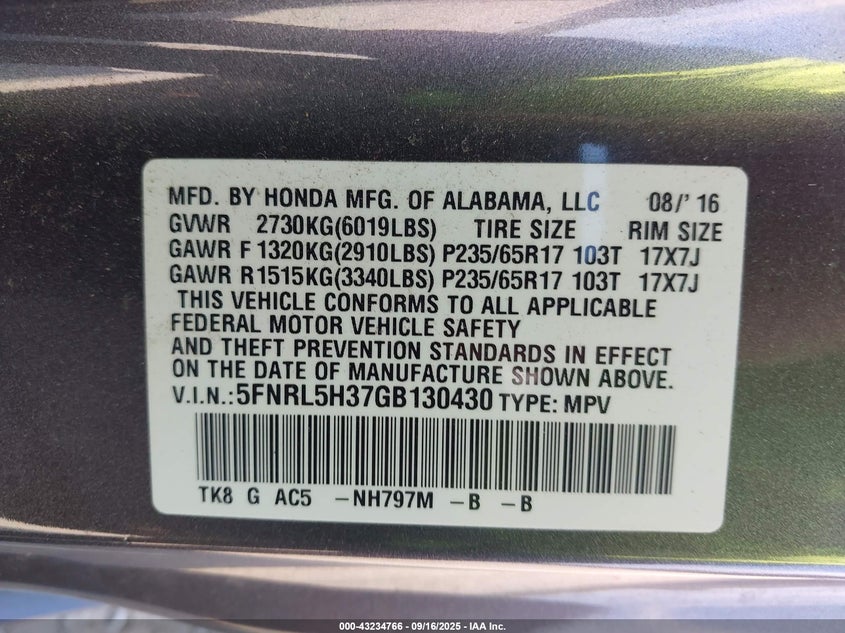 MFD. BY HONDA MFG. OF ALABAMA, LLC 08/' 16
GVWR 2730KG(6019LBS) TIRE SIZE RIM SIZE
GAWR F 1320KG(2910LBS) P235/65R17 103T 17X7J
GAWR R1515KG(3340LBS) P235/65R17 103T 17X7J
THIS VEHICLE CONFORMS TO ALL APPLICABLE
FEDERAL MOTOR VEHICLE SAFETY
AND THEFT PREVENTION STANDARDS IN EFFECT
ON THE DATE OF MANUFACTURE SHOWN ABOVE.
V.I.N.:5FNRL5H37GB130430 TYPE: MPV
TK8 G AC5 -NH797M -B -B
000-43234766 - 09/16/2025 - IAA Inc.